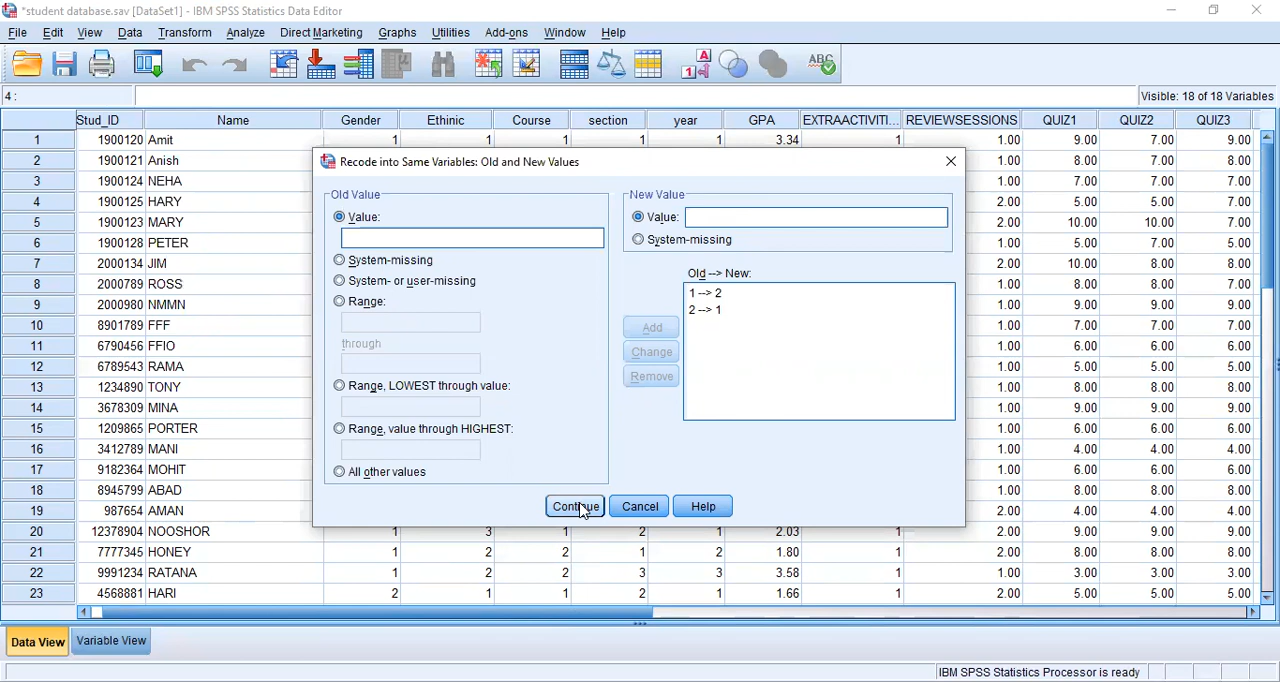 *student database.sav [DataSet1] - IBM SPSS Statistics Data Editor
File Edit View Data Transform Analyze Direct Marketing Graphs Utilities Add-ons Window Help
4 : Visible: 18 of 18 Variables
Stud_ID Name Gender Ethinic Course section year GPA EXTRAACTIVITI... REVIEWSESSIONS QUIZ1 QUIZ2 QUIZ3
1 1900120 Amit 1 1 1 1 1 3.34 1 1.00 9.00 7.00 9.00
2 1900121 Anish 1.00 8.00 7.00 8.00
3 1900124 NEHA 1.00 7.00 7.00 7.00
4 1900125 HARY 2.00 5.00 5.00 7.00
5 1900123 MARY 2.00 10.00 10.00 7.00
6 1900128 PETER 1.00 5.00 7.00 5.00
7 2000134 JIM 2.00 10.00 8.00 8.00
8 2000789 ROSS 1.00 8.00 8.00 7.00
9 2000980 NMMN 1.00 9.00 9.00 9.00
10 8901789 FFF 1.00 7.00 7.00 7.00
11 6790456 FFIO 1.00 6.00 6.00 6.00
12 6789543 RAMA 1.00 5.00 5.00 5.00
13 1234890 TONY 1.00 8.00 8.00 8.00
14 3678309 MINA 1.00 9.00 9.00 9.00
15 1209865 PORTER 1.00 6.00 6.00 6.00
16 3412789 MANI 1.00 4.00 4.00 4.00
17 9182364 MOHIT 1.00 6.00 6.00 6.00
18 8945799 ABAD 1.00 8.00 8.00 8.00
19 987664 AMAN 2.00 4.00 4.00 4.00
20 12378904 NOOSHOR 1 3 1 2 1 2.03 1 2.00 9.00 9.00 9.00
21 7777345 HONEY 1 2 2 1 2 1.80 1 2.00 8.00 8.00 8.00
22 9991234 RATANA 1 2 2 3 3 3.58 1 1.00 3.00 3.00 3.00
23 4568881 HARI 2 1 1 2 1 1.66 1 2.00 5.00 5.00 5.00
Recode into Same Variables: Old and New Values
Old Value
Value:
System-missing
System- or user-missing
Range:
through
Range, LOWEST through value:
Range, value through HIGHEST:
All other values
New Value
Value:
System-missing
Old --> New:
1 --> 2
2 --> 1
Add
Change
Remove
Continue Cancel Help
Data View Variable View
IBM SPSS Statistics Processor is ready